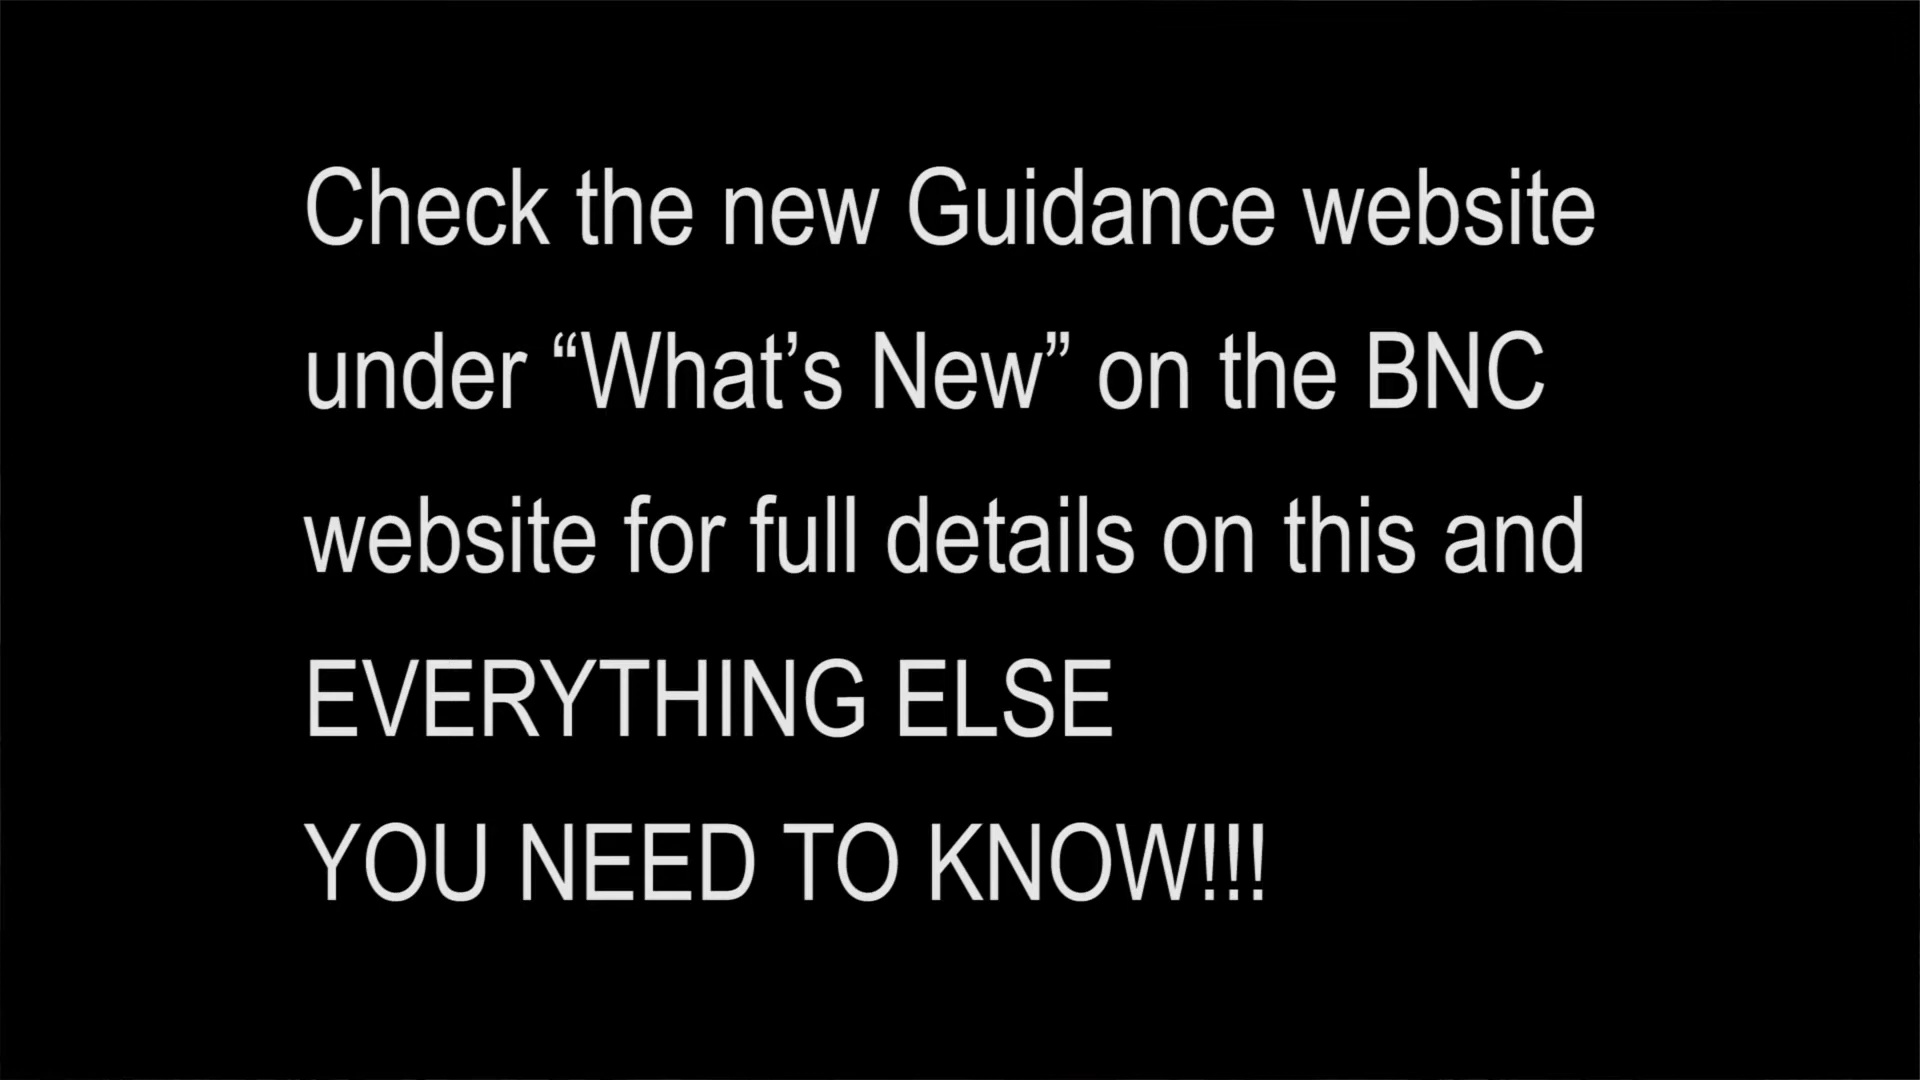 Check the new Guidance website
under “What’s New” on the BNC
website for full details on this and
EVERYTHING ELSE
YOU NEED TO KNOW!!!